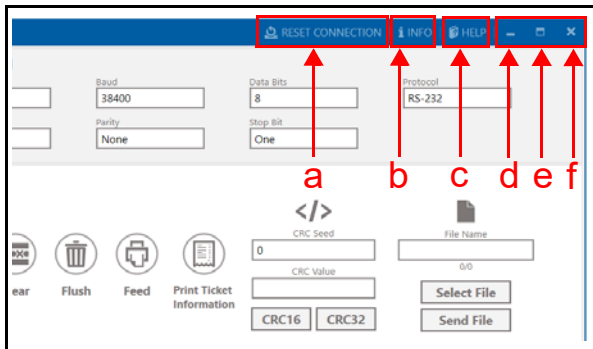 RESET CONNECTION INFO HELP
Baud Data Bits Protocol
38400 8 RS-232
Parity Stop Bit
None One
a b c d e f
</>
CRC Seed File Name
0
0/0
CRC Value
ear Flush Feed Print Ticket
Information
Select File
CRC16 CRC32 Send File